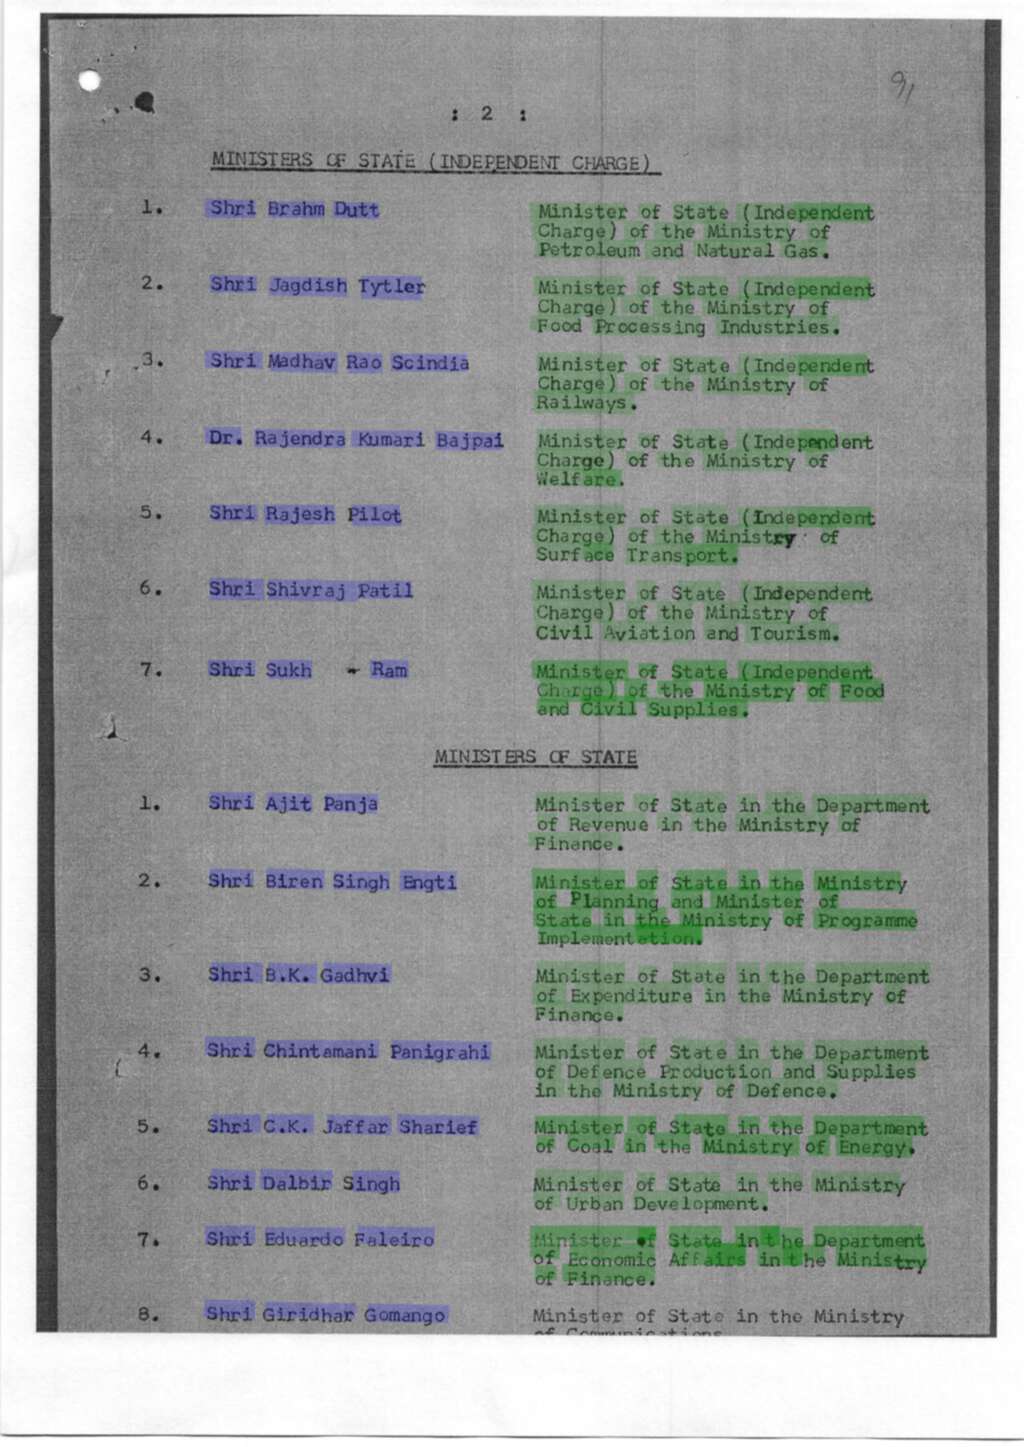 91
: 2 :
MINISTERS OF STATE (INDEPENDENT CHARGE)
1. Shri Brahm Dutt Minister of State (Independent
Charge) of the Ministry of
Petroleum and Natural Gas.
2. Shri Jagdish Tytler Minister of State (Independent
Charge) of the Ministry of
Food Processing Industries.
3. Shri Madhav Rao Scindia Minister of State (Independent
Charge) of the Ministry of
Railways.
4. Dr. Rajendra Kumari Bajpai Minister of State (Independent
Charge) of the Ministry of
Welfare.
5. Shri Rajesh Pilot Minister of State (Independent
Charge) of the Ministry of
Surface Transport.
6. Shri Shivraj Patil Minister of State (Independent
Charge) of the Ministry of
Civil Aviation and Tourism.
7. Shri Sukh - Ram Minister of State (Independent
Charge) of the Ministry of Food
and Civil Supplies.
MINISTERS OF STATE
1. Shri Ajit Panja Minister of State in the Department
of Revenue in the Ministry of
Finance.
2. Shri Biren Singh Engti Minister of State in the Ministry
of Planning and Minister of
State in the Ministry of Programme
Implementation.
3. Shri B.K. Gadhvi Minister of State in the Department
of Expenditure in the Ministry of
Finance.
4. Shri Chintamani Panigrahi Minister of State in the Department
of Defence Production and Supplies
in the Ministry of Defence.
5. Shri C.K. Jaffar Sharief Minister of State in the Department
of Coal in the Ministry of Energy.
6. Shri Dalbir Singh Minister of State in the Ministry
of Urban Development.
7. Shri Eduardo Faleiro Minister of State in the Department
of Economic Affairs in the Ministry
of Finance.
8. Shri Giridhar Gomango Minister of State in the Ministry
of Communications